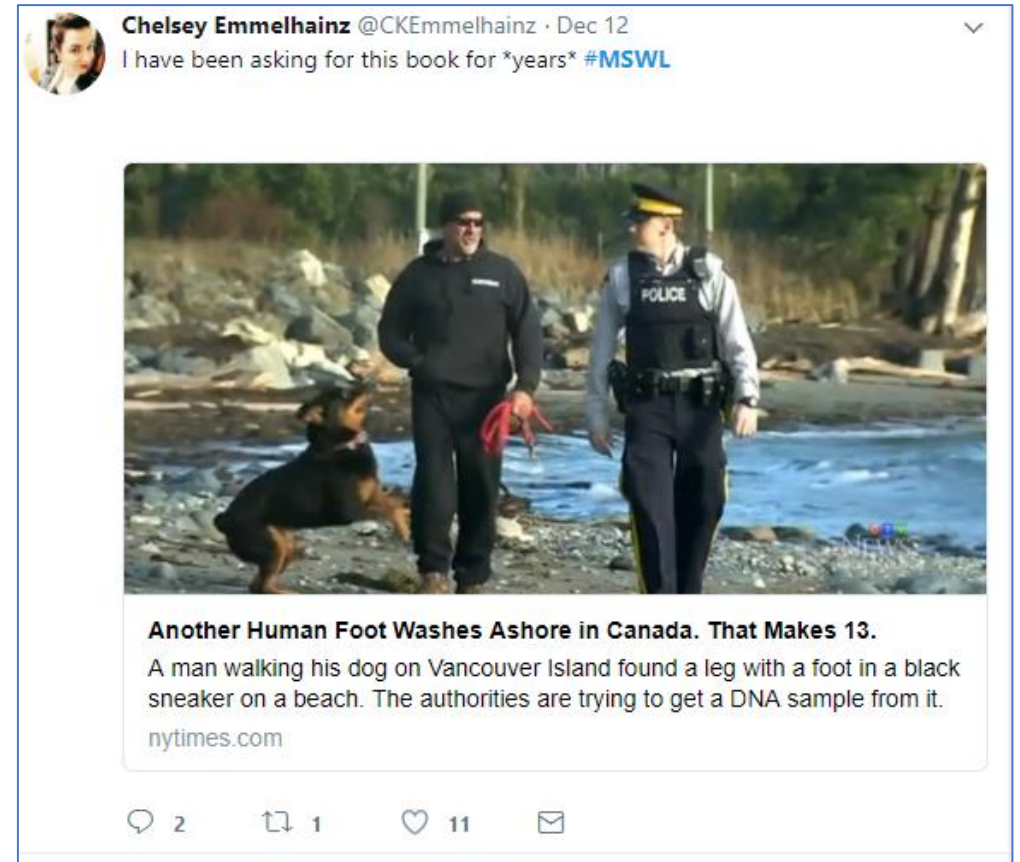 Chelsey Emmelhainz @CKEmmelhainz · Dec 12
I have been asking for this book for *years* #MSWL
POLICE
NEWS
Another Human Foot Washes Ashore in Canada. That Makes 13.
A man walking his dog on Vancouver Island found a leg with a foot in a black
sneaker on a beach. The authorities are trying to get a DNA sample from it.
nytimes.com
2 1 11